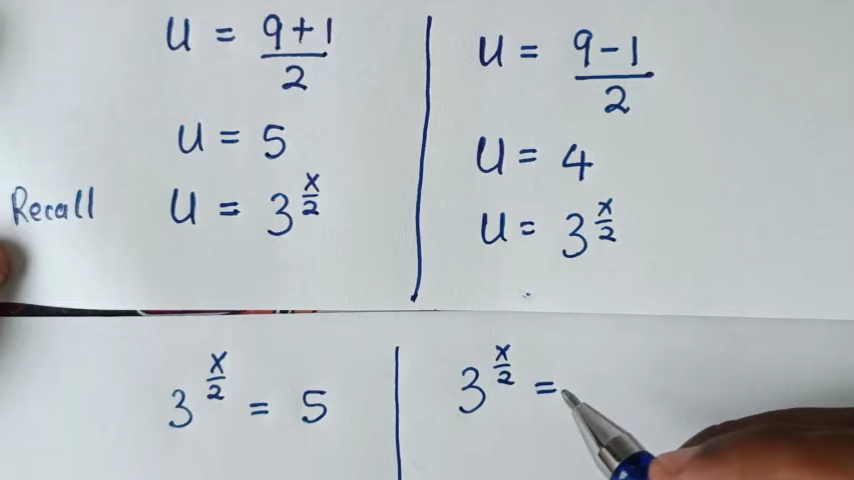 U = 9+1/2
U = 5
Recall U = 3^x/2
U = 9-1/2
U = 4
U = 3^x/2
3^x/2 = 5
3^x/2 =